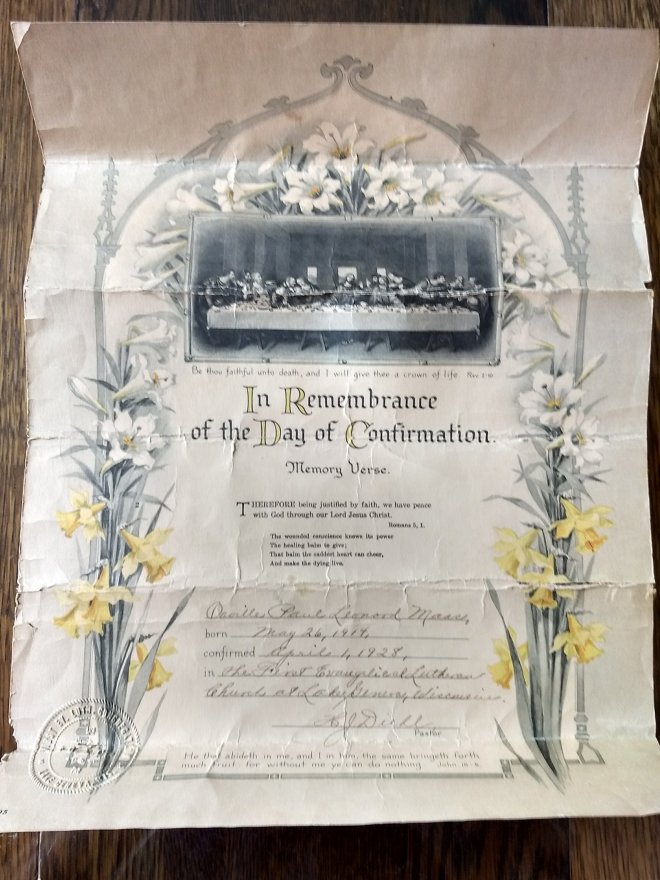 Be thou faithful unto death, and I will give thee a crown of life. Rev. 2-10
In Remembrance
of the Day of Confirmation.
Memory Verse.
THEREFORE being justified by faith, we have peace
with God through our Lord Jesus Christ.
Romans 5, 1.
The wounded conscience knows its power
The healing balm to give;
That balm the saddest heart can cheer,
And make the dying live.
Orville Paul Leonard Maass,
born May 26, 1914,
confirmed April 1, 1928,
in the First Evangelical Lutheran
Church at Lake Geneva, Wisconsin.
Pastor
He that abideth in me, and I in him, the same bringeth forth
much fruit: for without me ye can do nothing. John 15-5.